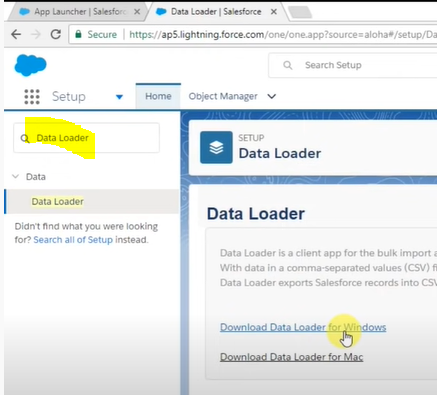 App Launcher | Salesforc
Data Loader | Salesforce
Secure
https://ap5.lightning.force.com/one/one.app?source=aloha#/setup/Da
Search Setup
Setup
Home
Object Manager
Data Loader
SETUP
Data Loader
Data
Data Loader
Data Loader
Didn't find what you were looking
for? Search all of Setup instead.
Data Loader is a client app for the bulk import a
With data in a comma-separated values (CSV) fi
Data Loader exports Salesforce records into CSV
Download Data Loader for Windows
Download Data Loader for Mac